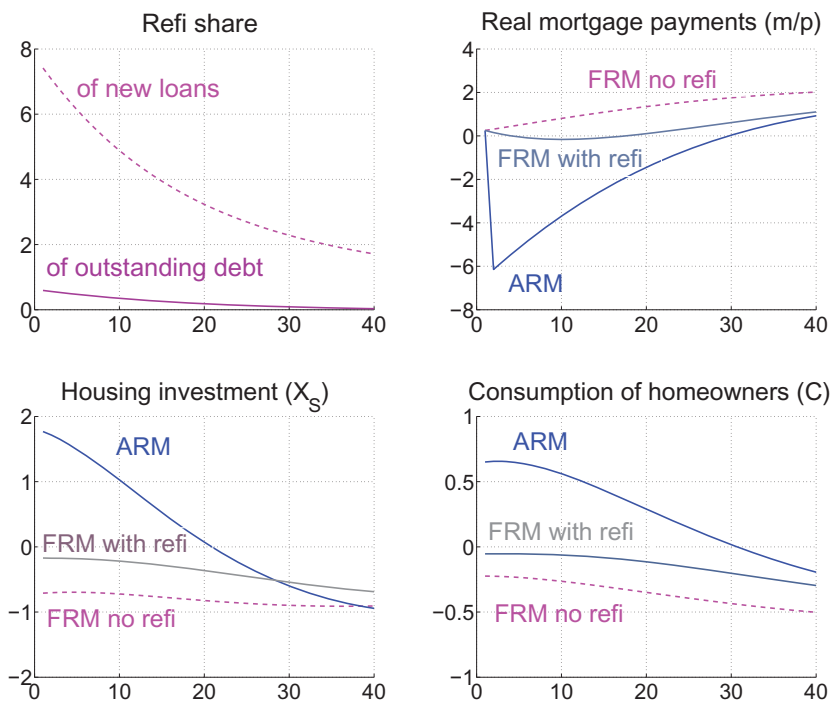 Refi share
8
6
4
2
0
of new loans
of outstanding debt
0 10 20 30 40
Real mortgage payments (m/p)
4
2
0
−2
−4
−6
−8
FRM no refi
FRM with refi
ARM
0 10 20 30 40
Housing investment (X_S)
2
1
0
−1
−2
ARM
FRM with refi
FRM no refi
0 10 20 30 40
Consumption of homeowners (C)
1
0.5
0
−0.5
−1
ARM
FRM with refi
FRM no refi
0 10 20 30 40